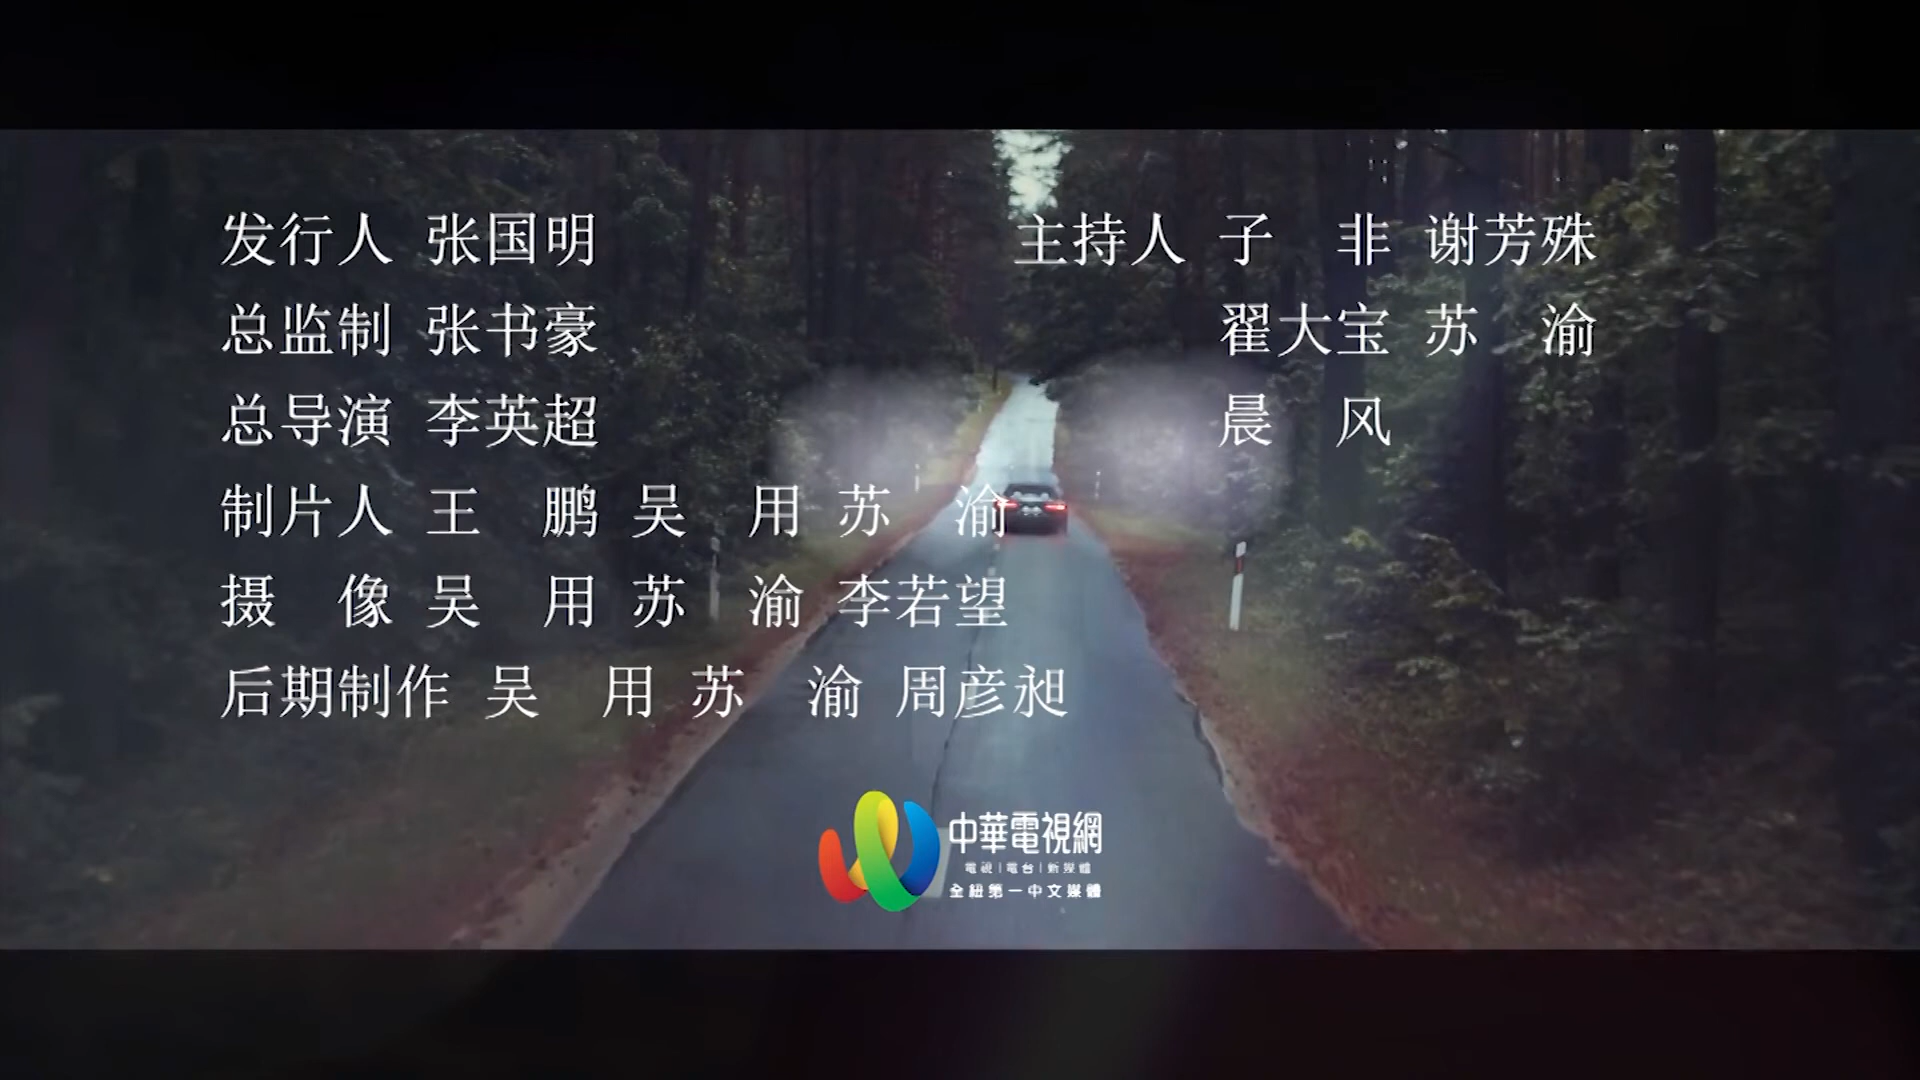 发行人 张国明
总监制 张书豪
总导演 李英超
制片人 王 鹏 吴 用 苏 渝
摄 像 吴 用 苏 渝 李若望
后期制作 吴 用 苏 渝 周彦昶
主持人 子 非 谢芳殊
翟大宝 苏 渝
晨 风
中華電視網
電視|電台|新媒體
全紐第一中文媒體